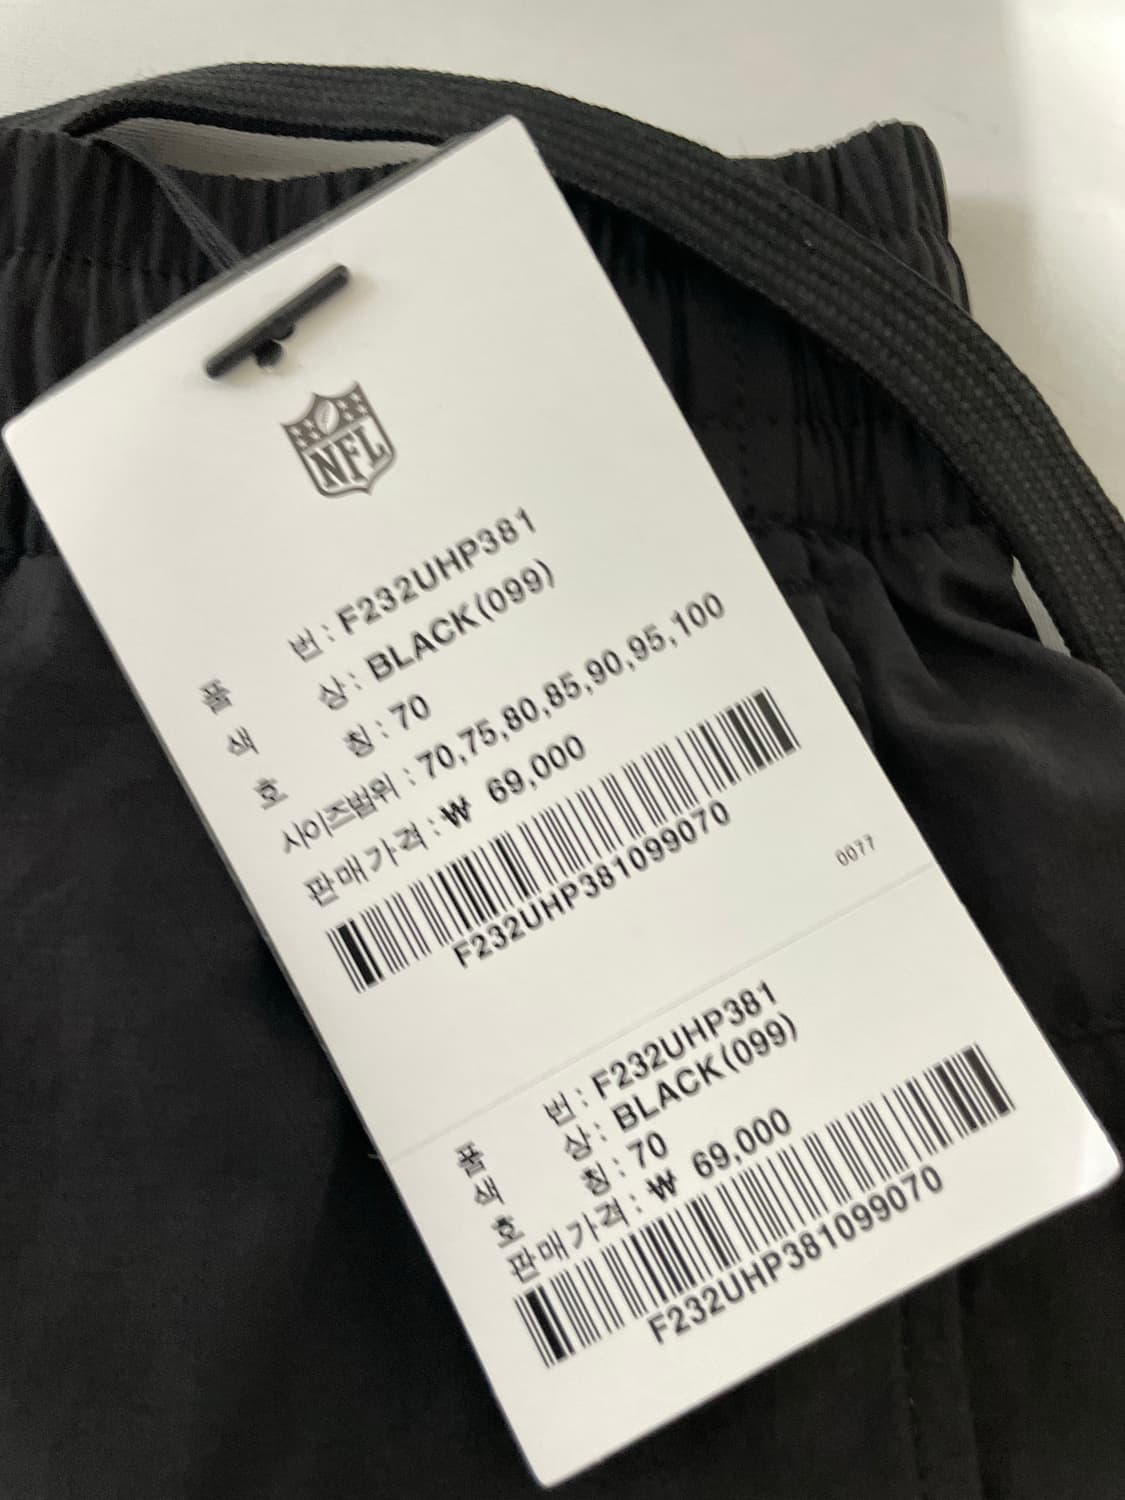 NFL
품 번 : F232UHP381
색 상 : BLACK(099)
호 칭 : 70
사이즈범위 : 70,75,80,85,90,95,100
판매가격 : ₩ 69,000
F232UHP381099070
0077
품 번 : F232UHP381
색 상 : BLACK(099)
호 칭 : 70
판매가격 : ₩ 69,000
F232UHP381099070